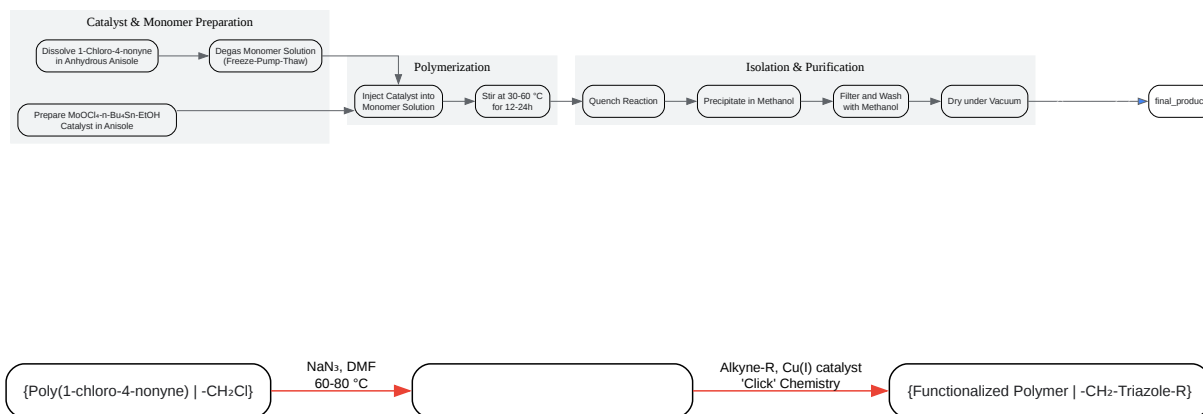 Catalyst & Monomer Preparation
Dissolve 1-Chloro-4-nonyne
in Anhydrous Anisole
Degas Monomer Solution
(Freeze-Pump-Thaw)
Prepare MoOCl₄-n-Bu₄Sn-EtOH
Catalyst in Anisole
Polymerization
Inject Catalyst into
Monomer Solution
Stir at 30-60 °C
for 12-24h
Isolation & Purification
Quench Reaction
Precipitate in Methanol
Filter and Wash
with Methanol
Dry under Vacuum
final_produc
{Poly(1-chloro-4-nonyne) | -CH₂Cl}
NaN₃, DMF
60-80 °C
Alkyne-R, Cu(I) catalyst
'Click' Chemistry
{Functionalized Polymer | -CH₂-Triazole-R}